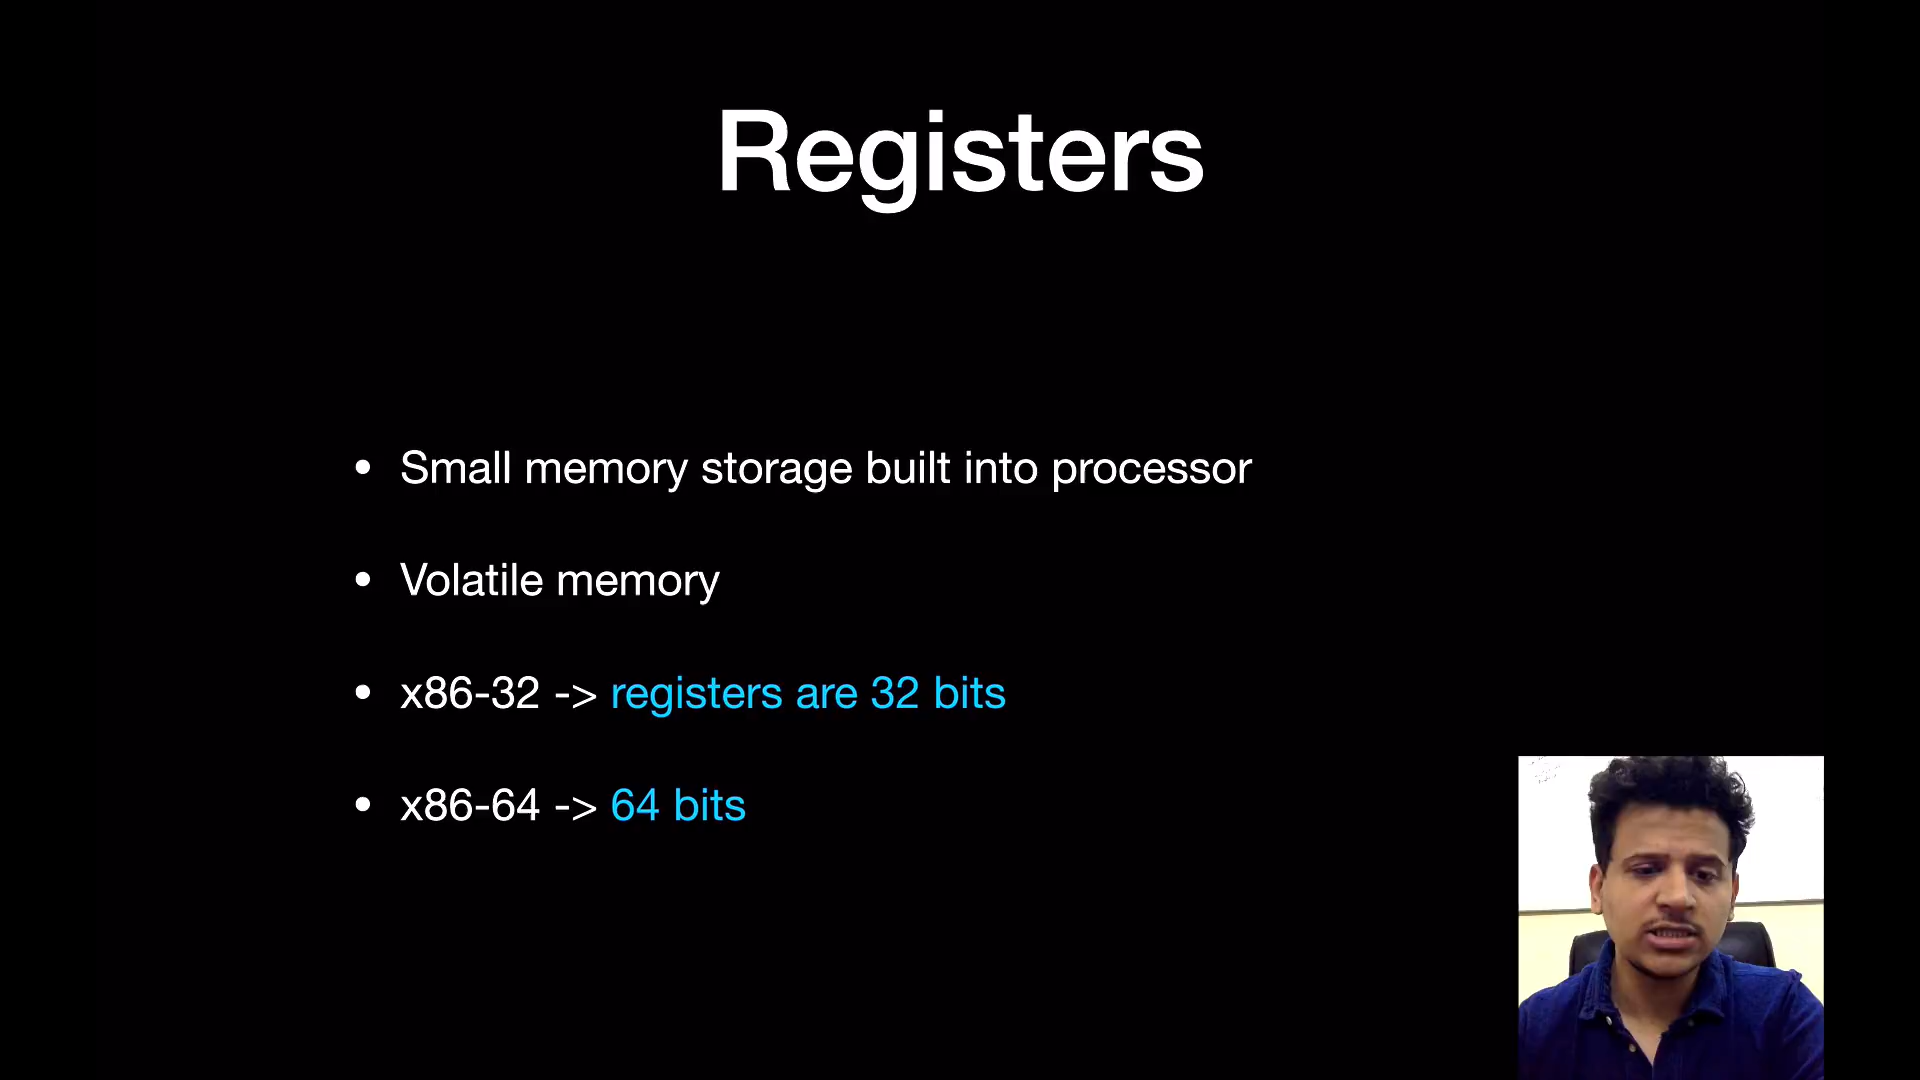 Registers
• Small memory storage built into processor
• Volatile memory
• x86-32 -> registers are 32 bits
• x86-64 -> 64 bits